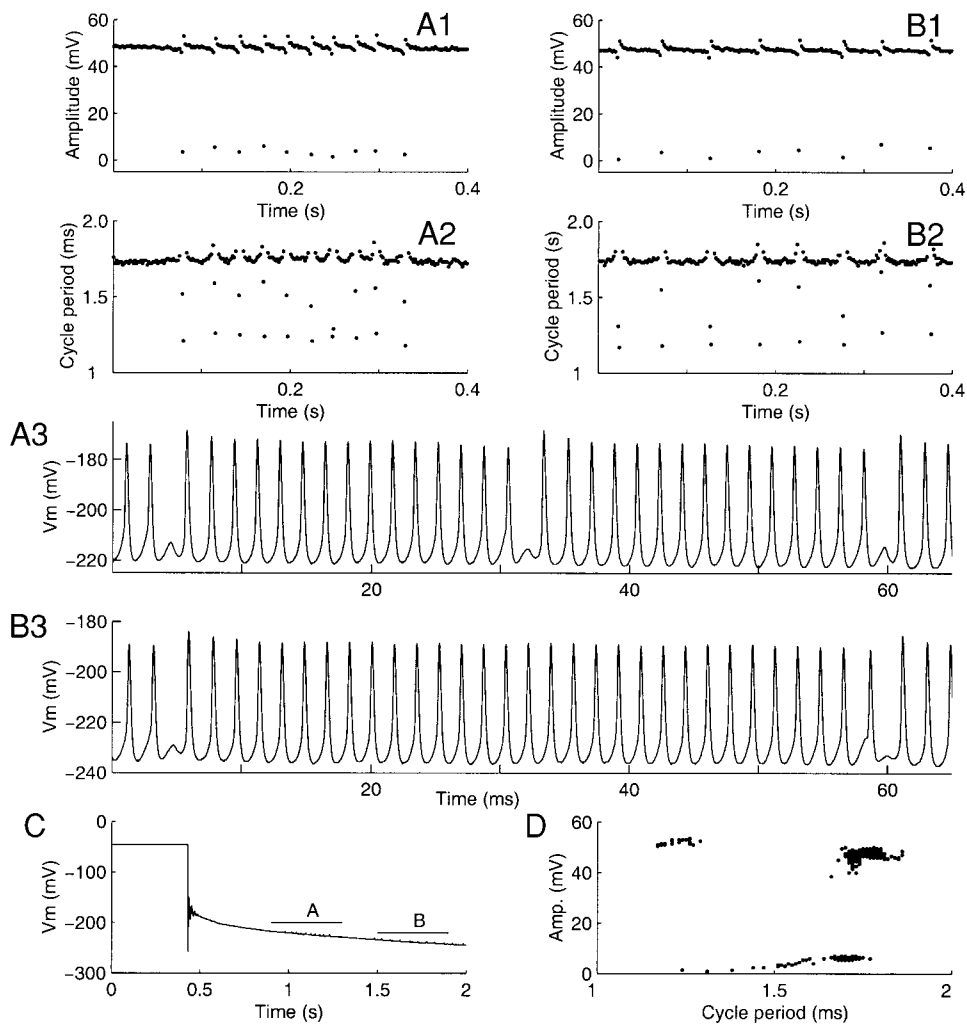 A1
B1
60
40
20
0
Amplitude (mV)
0.2
0.4
Time (s)
60
40
20
0
Amplitude (mV)
0.2
0.4
Time (s)
A2
B2
2.0
1.5
1
Cycle period (ms)
0.2
0.4
Time (s)
2.0
1.5
1
Cycle period (s)
0.2
0.4
Time (s)
A3
-180
-200
-220
Vm (mV)
20
40
60
B3
-180
-200
-220
-240
Vm (mV)
20
40
60
Time (ms)
C
0
-100
-200
-300
Vm (mV)
A
B
0
0.5
1
1.5
2
Time (s)
D
60
40
20
0
Amp. (mV)
1
1.5
2
Cycle period (ms)